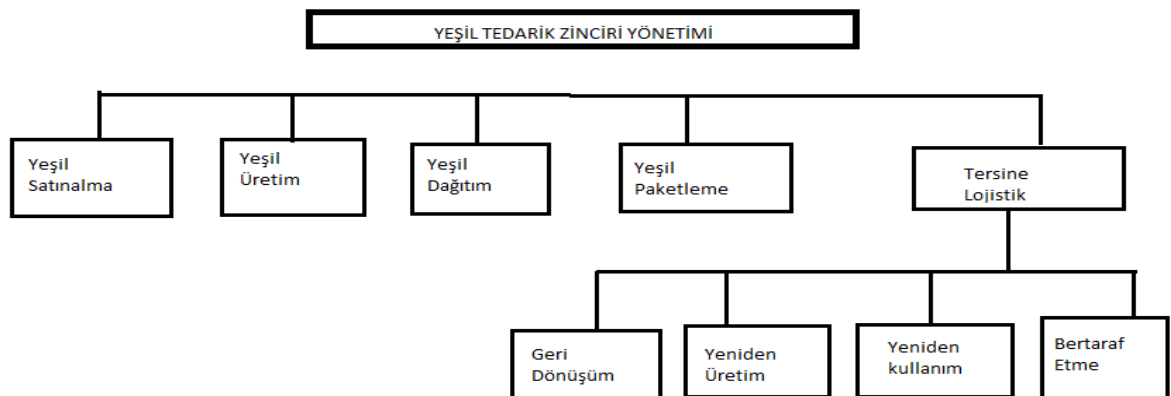 YEŞİL TEDARİK ZİNCİRİ YÖNETİMİ
Yeşil
Satınalma
Yeşil
Üretim
Yeşil
Dağıtım
Yeşil
Paketleme
Tersine
Lojistik
Geri
Dönüşüm
Yeniden
Üretim
Yeniden
kullanım
Bertaraf
Etme